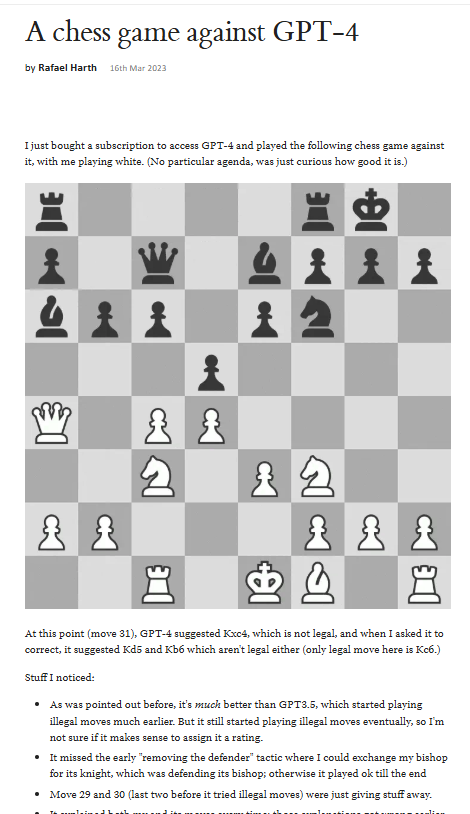 A chess game against GPT-4
by Rafael Harth 16th Mar 2023
I just bought a subscription to access GPT-4 and played the following chess game against
it, with me playing white. (No particular agenda, was just curious how good it is.)
At this point (move 31), GPT-4 suggested Kxc4, which is not legal, and when I asked it to
correct, it suggested Kd5 and Kb6 which aren't legal either (only legal move here is Kc6.)
Stuff I noticed:
• As was pointed out before, it's much better than GPT3.5, which started playing
illegal moves much earlier. But it still started playing illegal moves eventually, so I'm
not sure if it makes sense to assign it a rating.
• It missed the early "removing the defender" tactic where I could exchange my bishop
for its knight, which was defending its bishop; otherwise it played ok till the end
• Move 29 and 30 (last two before it tried illegal moves) were just giving stuff away.